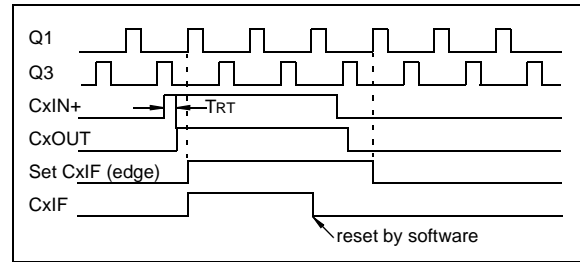 Q1
Q3
CxIN+
TRT
CxOUT
Set CxIF (edge)
CxIF
reset by software